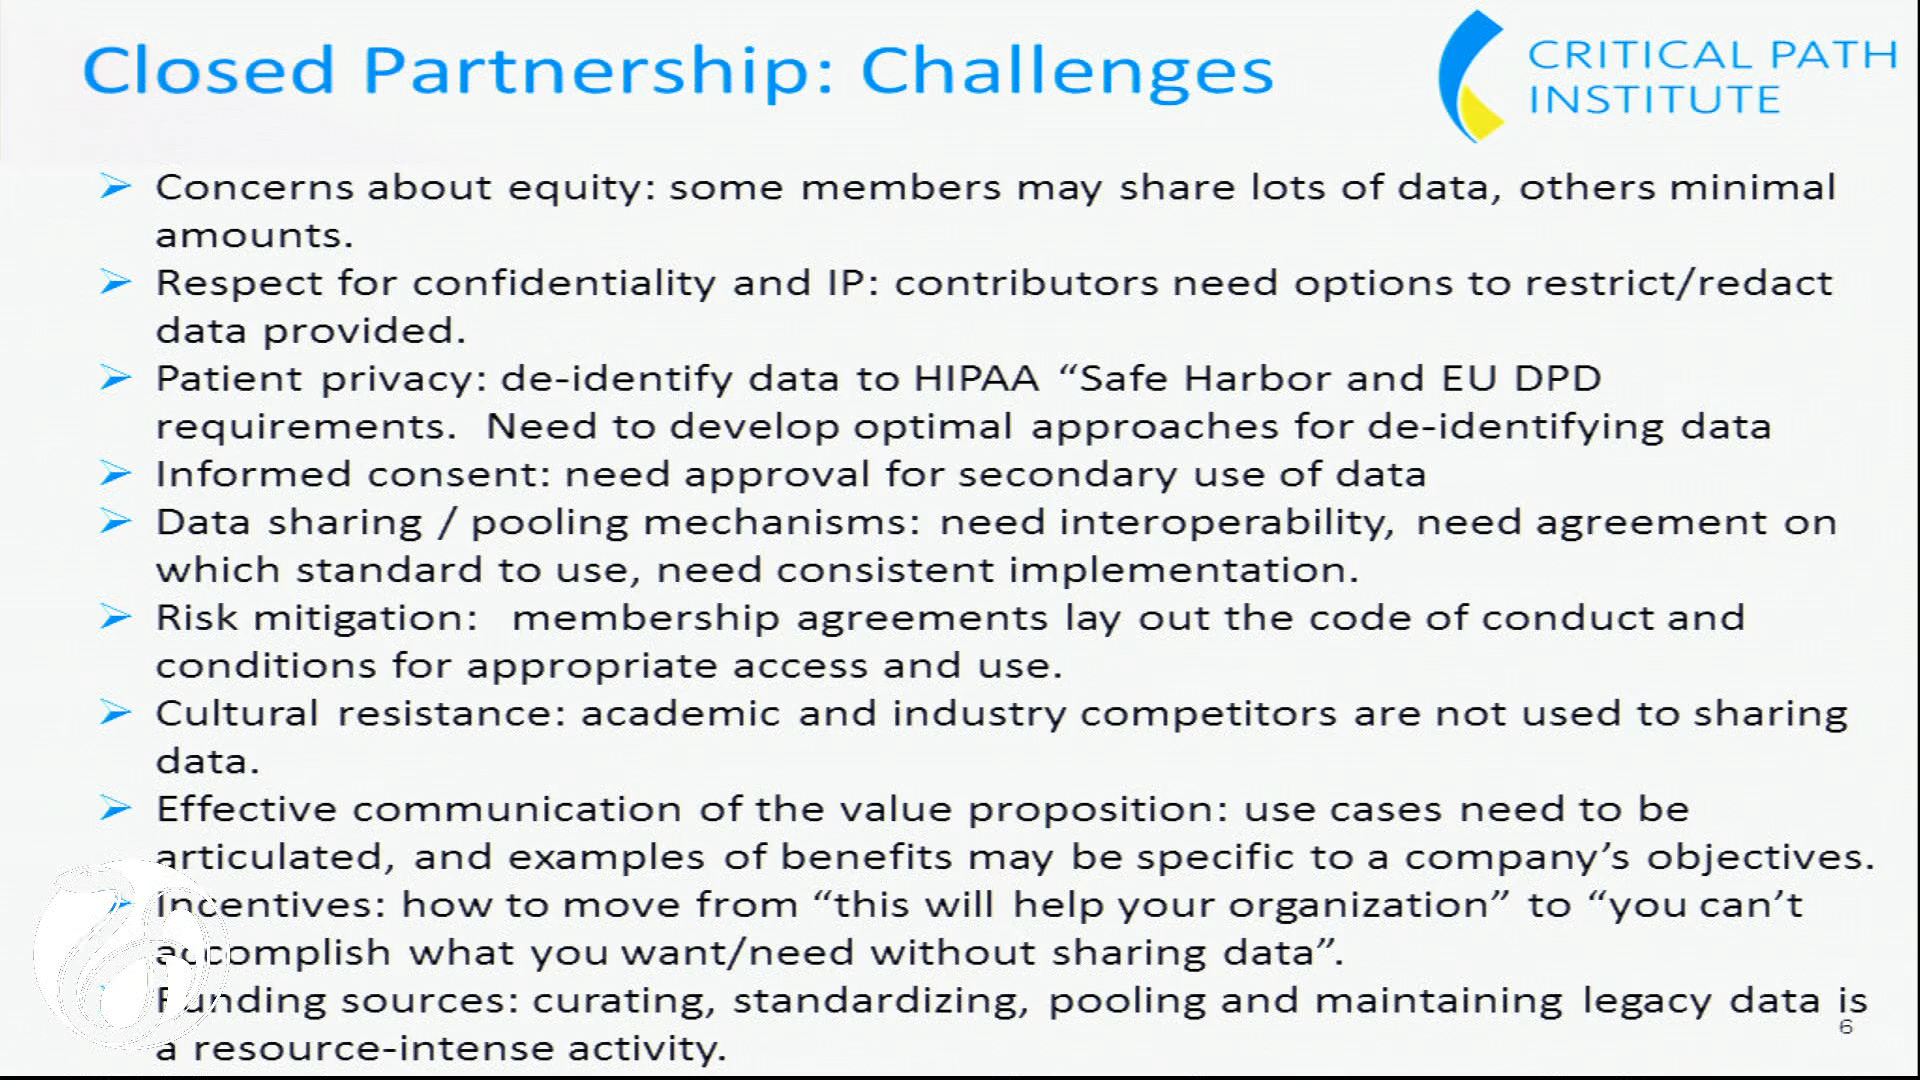 Closed Partnership: Challenges
CRITICAL PATH
INSTITUTE
Concerns about equity: some members may share lots of data, others minimal
amounts.
Respect for confidentiality and IP: contributors need options to restrict/redact
data provided.
Patient privacy: de-identify data to HIPAA “Safe Harbor and EU DPD
requirements.  Need to develop optimal approaches for de-identifying data
Informed consent: need approval for secondary use of data
Data sharing / pooling mechanisms: need interoperability, need agreement on
which standard to use, need consistent implementation.
Risk mitigation:  membership agreements lay out the code of conduct and
conditions for appropriate access and use.
Cultural resistance: academic and industry competitors are not used to sharing
data.
Effective communication of the value proposition: use cases need to be
articulated, and examples of benefits may be specific to a company’s objectives.
Incentives: how to move from “this will help your organization” to “you can’t
accomplish what you want/need without sharing data”.
Funding sources: curating, standardizing, pooling and maintaining legacy data is
a resource-intense activity.
6